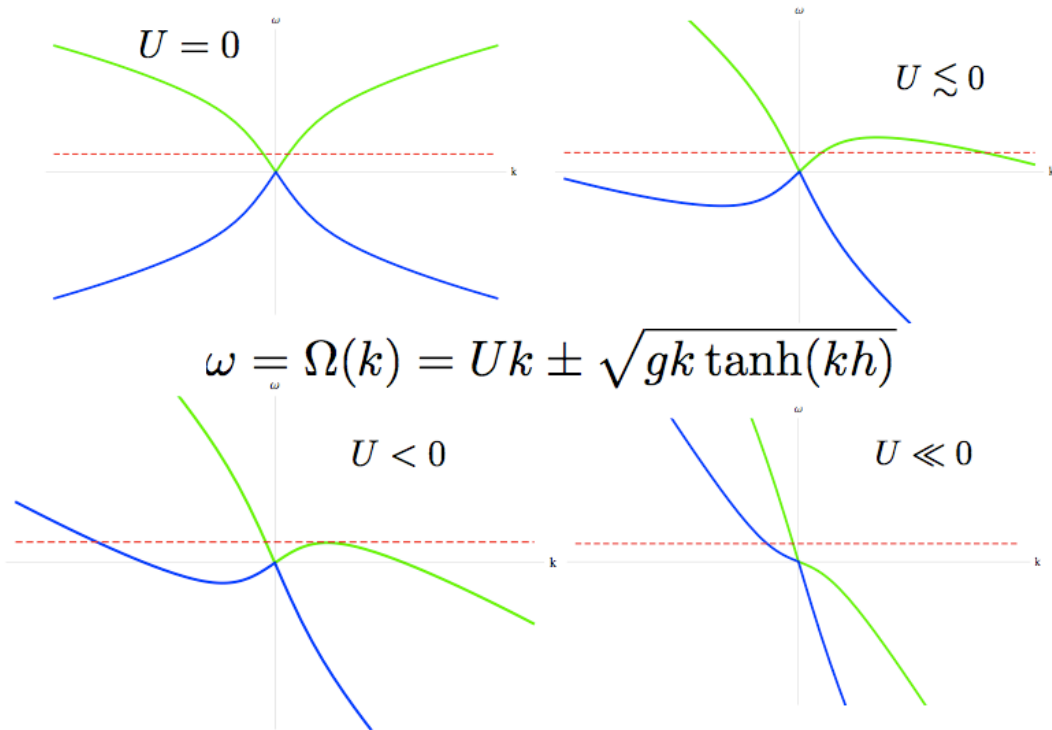 ω
U = 0
k
ω
U ≲ 0
k
ω = Ω(k) = Uk ± √(gk tanh(kh))
ω
U < 0
k
ω
U ≪ 0
k